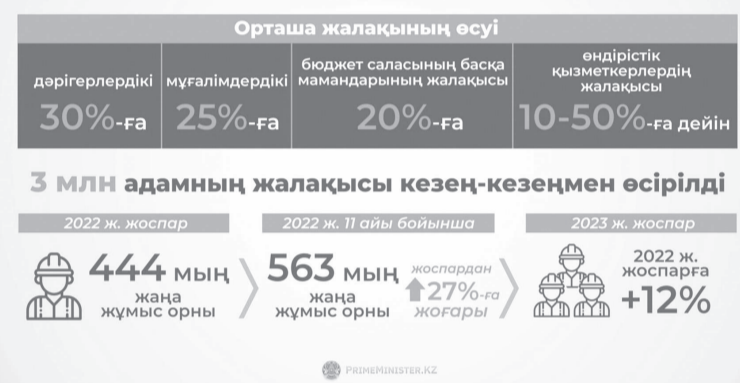 Орташа жалақының өсуі
дәрігерлердікі
30%-ға
мұғалімдердікі
25%-ға
бюджет саласының басқа
мамандарының жалақысы
20%-ға
өндірістік
қызметкерлердің
жалақысы
10-50%-ға дейін
3 млн адамның жалақысы кезең-кезеңмен өсірілді
2022 ж. жоспар
444 мың
жаңа
жұмыс орны
2022 ж. 11 айы бойынша
563 мың
жаңа
жұмыс орны
жоспардан
27%-ға
жоғары
2023 ж. жоспар
2022 ж.
жоспарға
+12%
PRIMEMINISTER.KZ